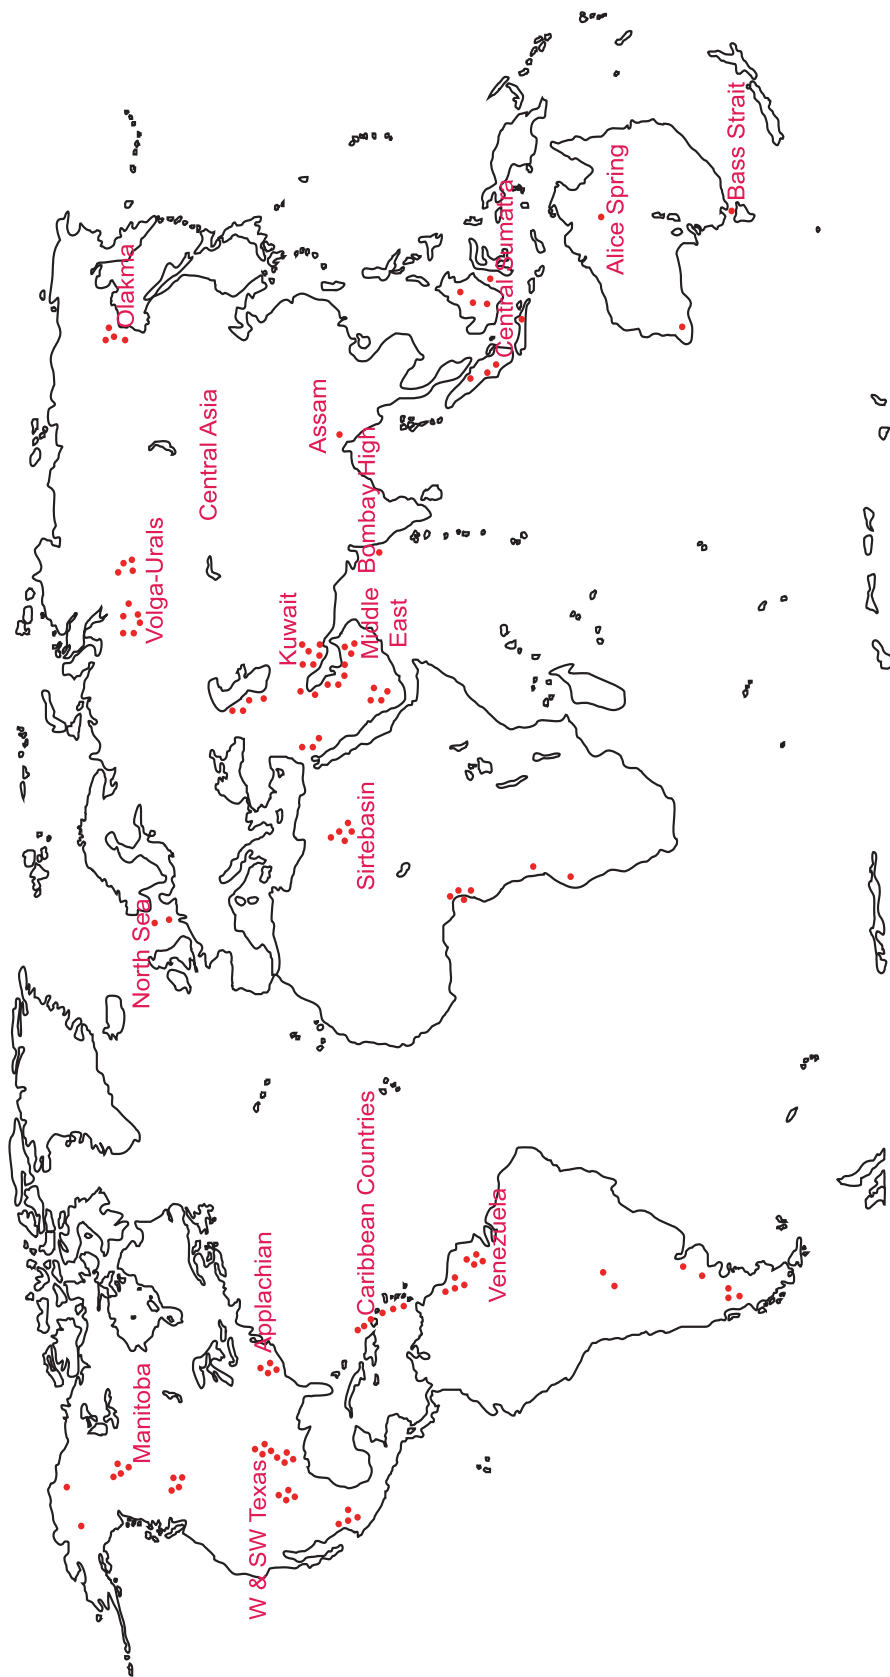 Manitoba
W & SW Texas
Applachian
Caribbean Countries
Venezuela
North Sea
Sirtebasin
Volga-Urals
Central Asia
Kuwait
Middle
East
Bombay High
Assam
Olakma
Central Sumatra
Alice Spring
Bass Strait